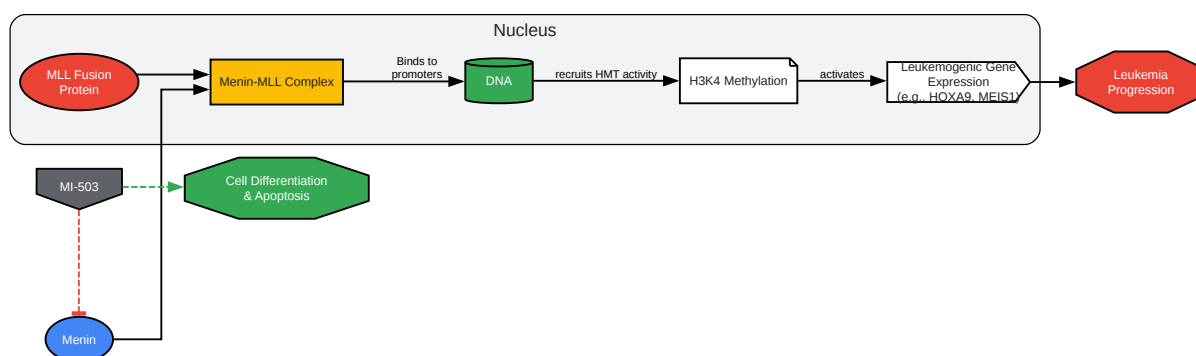 Nucleus
MLL Fusion
Protein
Menin-MLL Complex
Binds to
promoters
DNA
recruits HMT activity
H3K4 Methylation
activates
Leukemogenic Gene
Expression
(e.g., HOXA9, MEIS1)
Leukemia
Progression
MI-503
Cell Differentiation
& Apoptosis
Menin